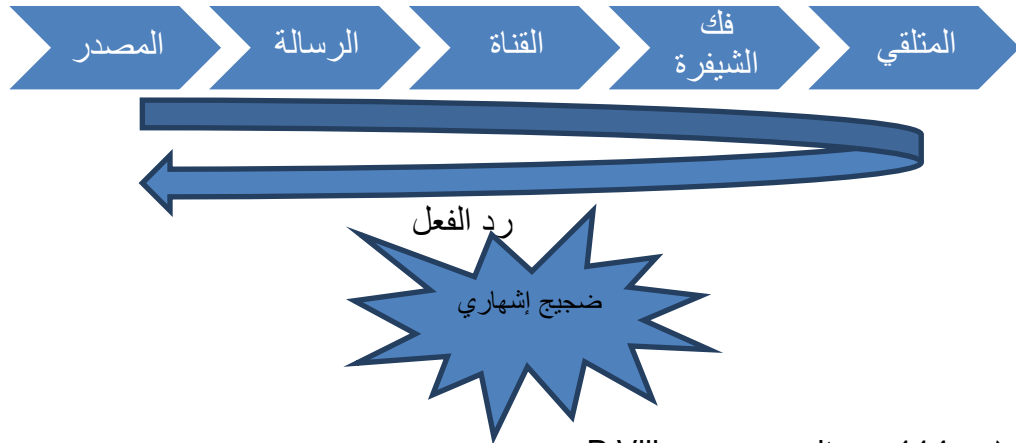 المصدر
الرسالة
القناة
فك
الشيفرة
المتلقي
رد الفعل
ضجيج إشهاري